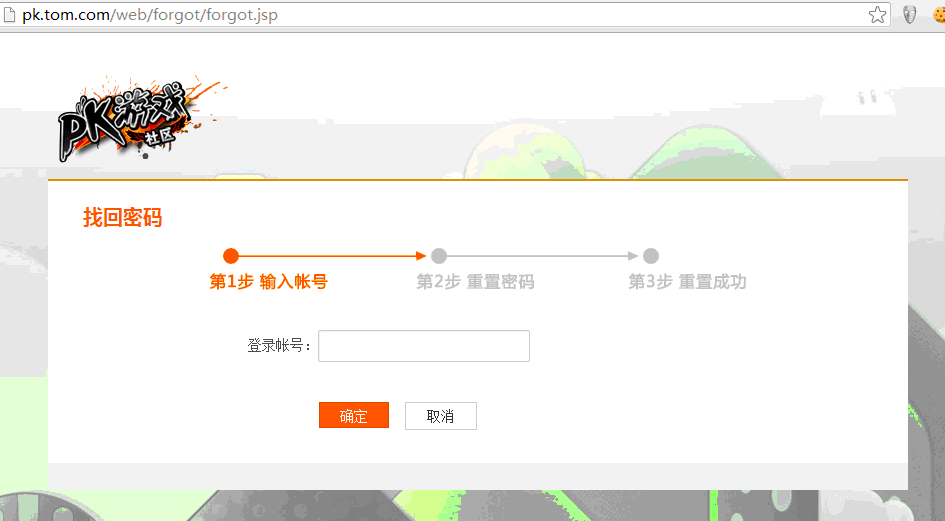 pk.tom.com/web/forgot/forgot.jsp
PK游戏
社区
找回密码
第1步 输入帐号 第2步 重置密码 第3步 重置成功
登录帐号：
确定 取消